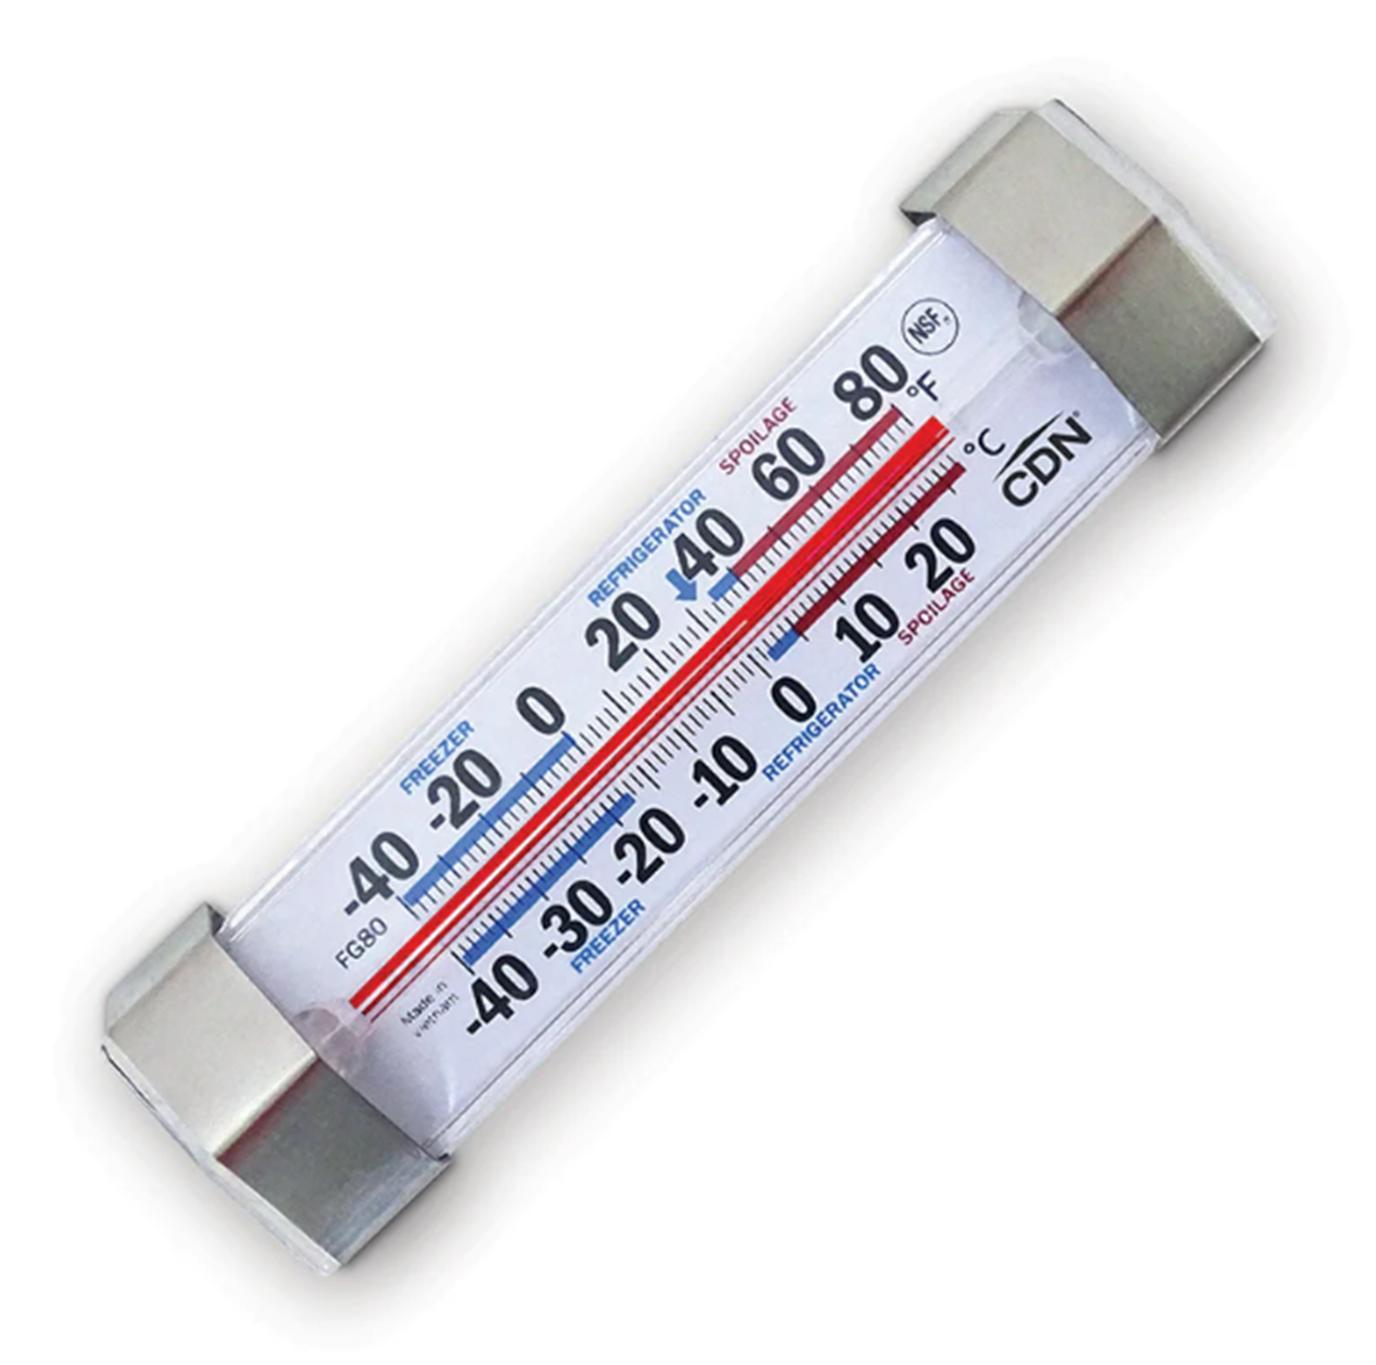 NSF
°F
80
SPOILAGE
60
REFRIGERATOR
40
20
0
FREEZER
-20
-40
FG80
CDN
°C
20
SPOILAGE
10
REFRIGERATOR
0
-10
-20
FREEZER
-30
-40
Made in
Vietnam